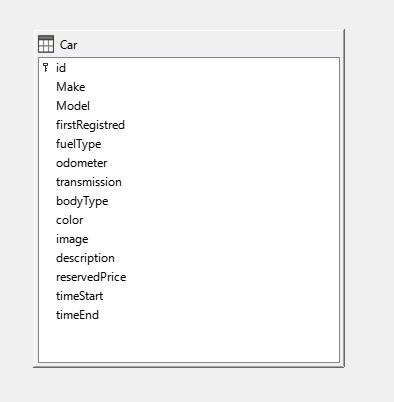 Car
id
Make
Model
firstRegistred
fuelType
odometer
transmission
bodyType
color
image
description
reservedPrice
timeStart
timeEnd